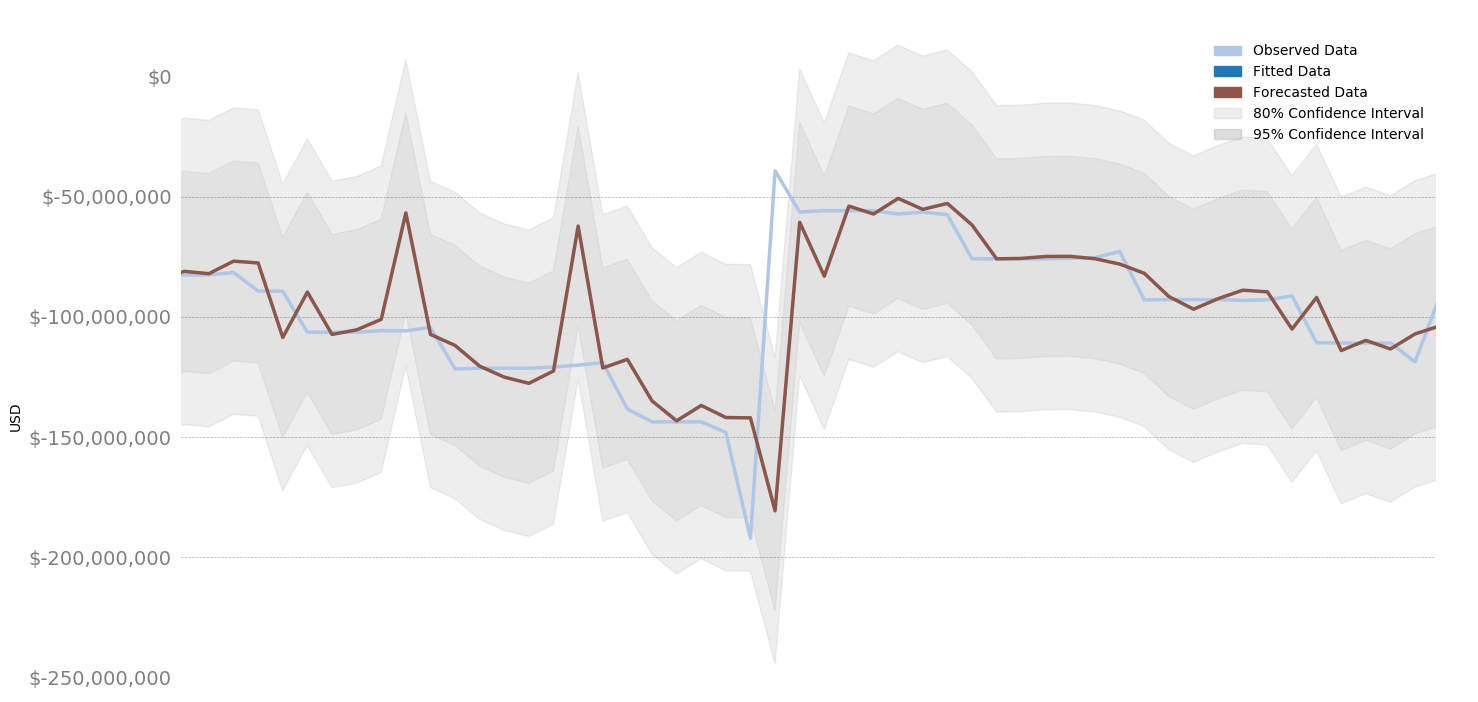 $0
$-50,000,000
$-100,000,000
$-150,000,000
$-200,000,000
$-250,000,000
USD
Observed Data
Fitted Data
Forecasted Data
80% Confidence Interval
95% Confidence Interval